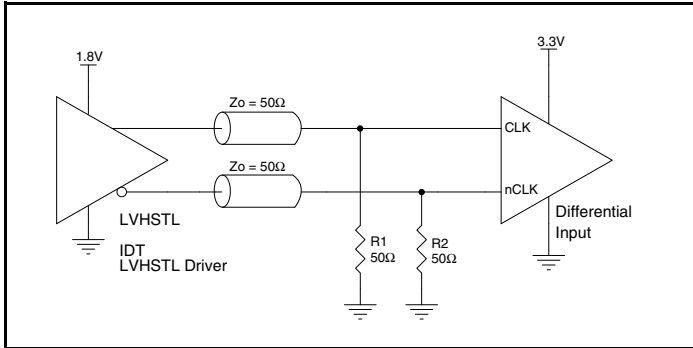 1.8V
3.3V
Zo = 50Ω
CLK
Zo = 50Ω
nCLK
LVHSTL
IDT
LVHSTL Driver
R1
50Ω
R2
50Ω
Differential
Input